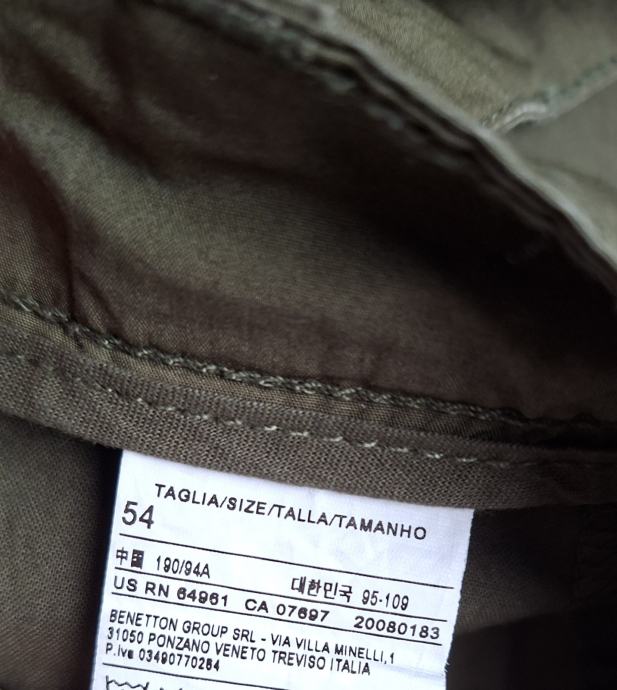 TAGLIA/SIZE/TALLA/TAMANHO
54
中国 190/94A 대한민국 95-109
US RN 64961 CA 07697 20080183
BENETTON GROUP SRL - VIA VILLA MINELLI,1
31050 PONZANO VENETO TREVISO ITALIA
P.iva 03490770264